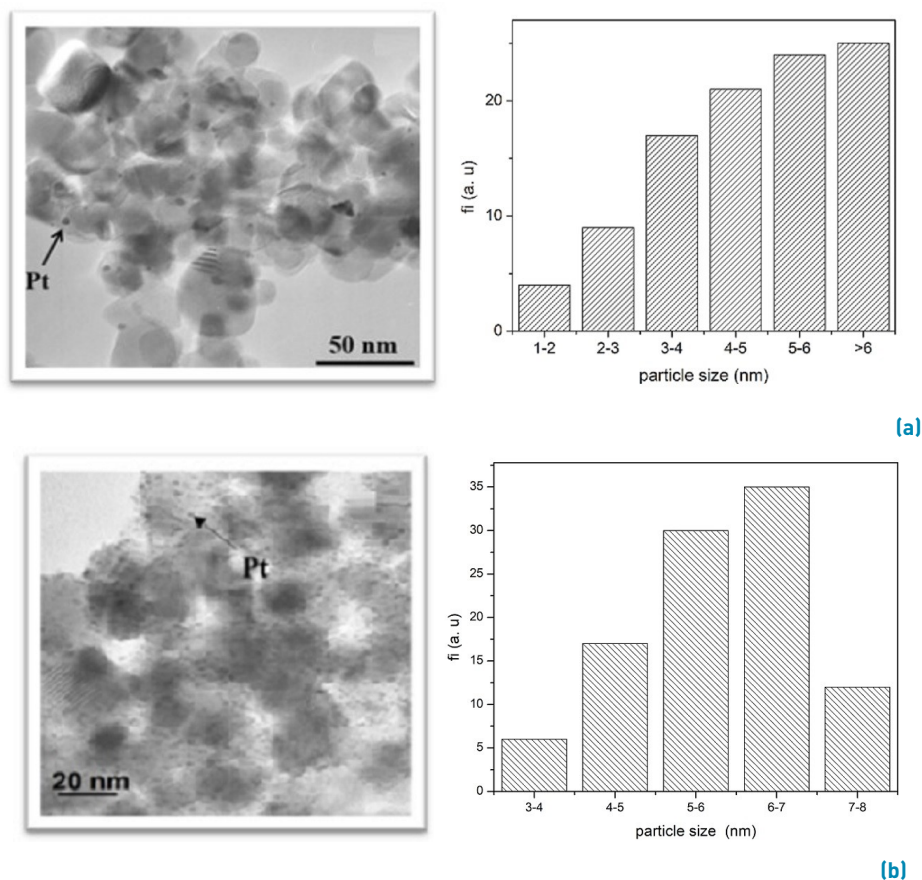 Pt
50 nm
fi (a. u)
20
10
0
1-2 2-3 3-4 4-5 5-6 >6
particle size (nm)
(a)
Pt
20 nm
fi (a. u)
35
30
25
20
15
10
5
0
3-4 4-5 5-6 6-7 7-8
particle size (nm)
(b)